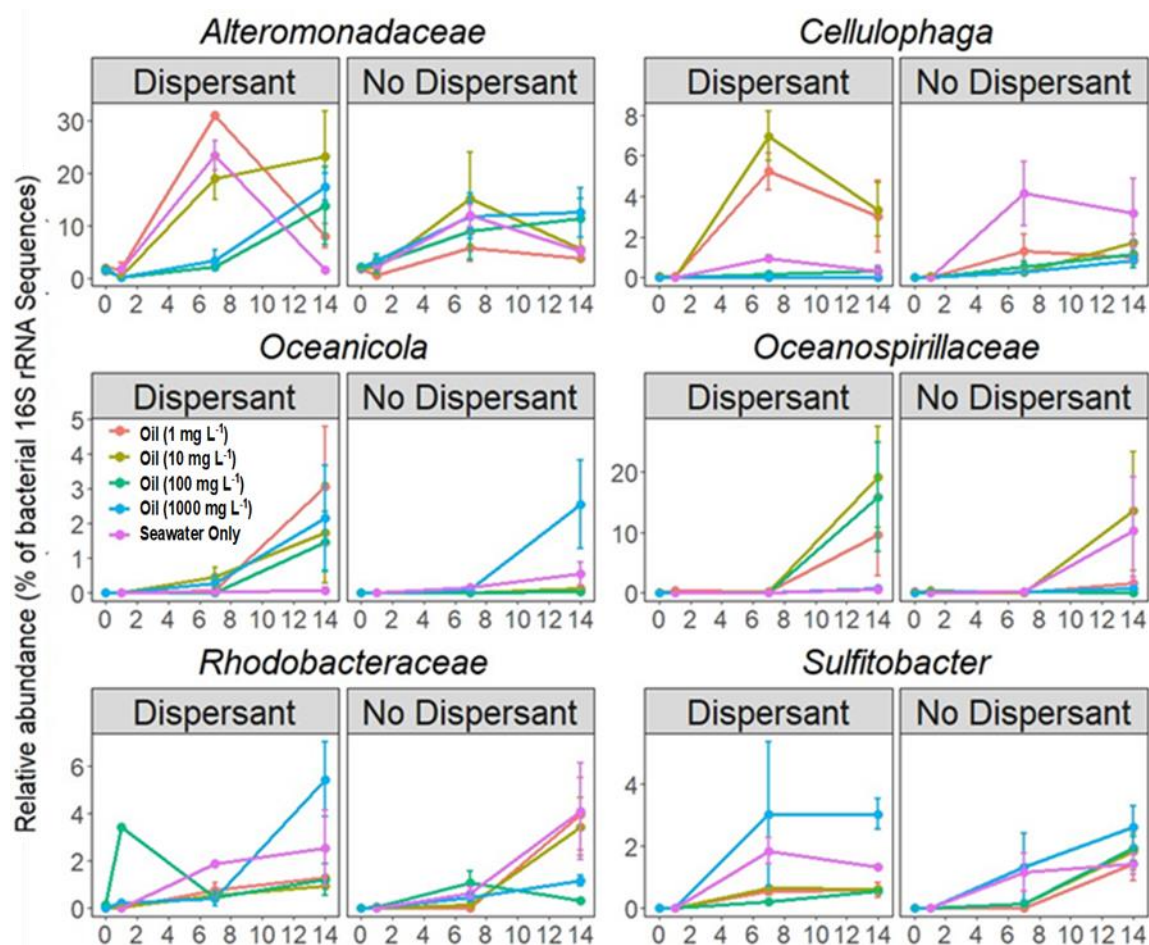 Alteromonadaceae
Cellulophaga
Dispersant
No Dispersant
Dispersant
No Dispersant
30
20
10
0
8
6
4
2
0
0 2 4 6 8 10 12 14
0 2 4 6 8 10 12 14
0 2 4 6 8 10 12 14
0 2 4 6 8 10 12 14
Relative abundance (% of bacterial 16S rRNA Sequences)
Oceanicola
Oceanospirillaceae
Dispersant
No Dispersant
Dispersant
No Dispersant
5
4
3
2
1
0
Oil (1 mg L⁻¹)
Oil (10 mg L⁻¹)
Oil (100 mg L⁻¹)
Oil (1000 mg L⁻¹)
Seawater Only
20
10
0
0 2 4 6 8 10 12 14
0 2 4 6 8 10 12 14
0 2 4 6 8 10 12 14
0 2 4 6 8 10 12 14
Rhodobacteraceae
Sulfitobacter
Dispersant
No Dispersant
Dispersant
No Dispersant
6
4
2
0
4
2
0
0 2 4 6 8 10 12 14
0 2 4 6 8 10 12 14
0 2 4 6 8 10 12 14
0 2 4 6 8 10 12 14